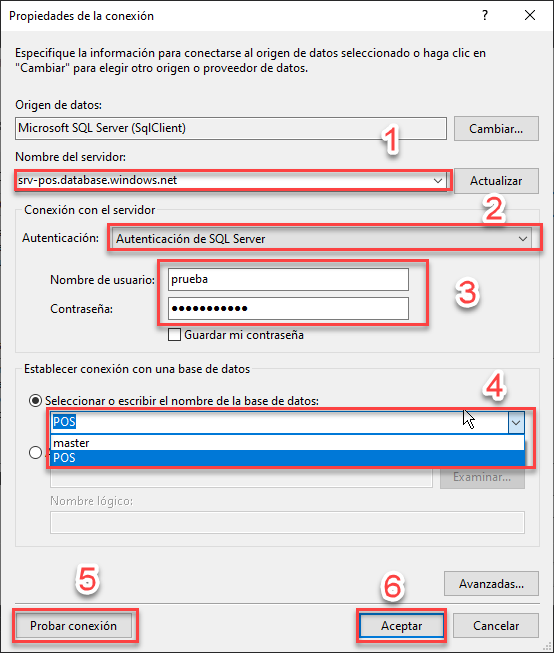 Propiedades de la conexión
?
Especifique la información para conectarse al origen de datos seleccionado o haga clic en
"Cambiar" para elegir otro origen o proveedor de datos.
Origen de datos:
Microsoft SQL Server (SqlClient)
Cambiar...
1
Nombre del servidor:
srv-pos.database.windows.net
Actualizar
Conexión con el servidor
2
Autenticación:
Autenticación de SQL Server
Nombre de usuario:
prueba
3
Contraseña:
●●●●●●●●●●●
Guardar mi contraseña
Establecer conexión con una base de datos
4
Seleccionar o escribir el nombre de la base de datos:
POS
master
POS
Examinar...
Nombre lógico:
5
6
Avanzadas...
Probar conexión
Aceptar
Cancelar